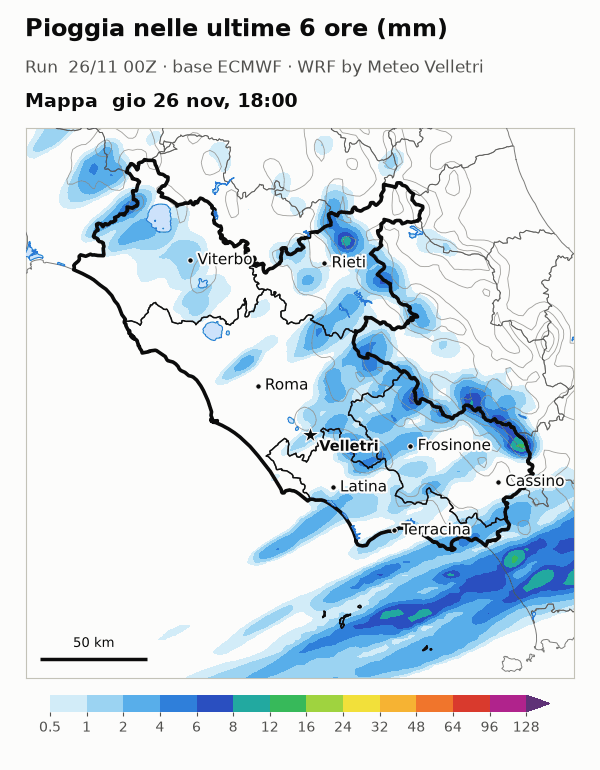 Pioggia nelle ultime 6 ore (mm)
Run  26/11 00Z · base ECMWF · WRF by Meteo Velletri
Mappa  gio 26 nov, 18:00
Viterbo
Rieti
Roma
Velletri
Frosinone
Latina
Cassino
Terracina
50 km
0.5 1 2 4 6 8 12 16 24 32 48 64 96 128